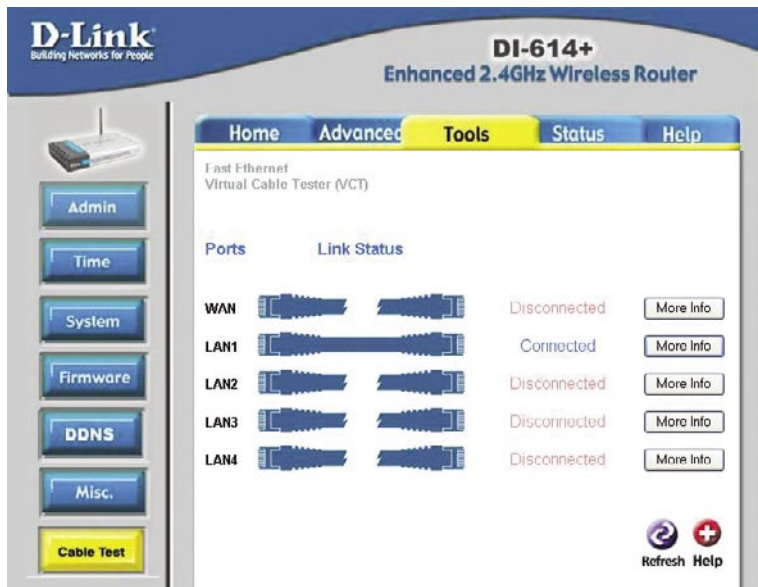 D-Link
Building Networks for People
DI-614+
Enhanced 2.4GHz Wireless Router
Home Advanced Tools Status Help
Fast Ethernet
Virtual Cable Tester (VCT)
Admin
Time
System
Firmware
DDNS
Misc.
Cable Test
Ports Link Status
WAN Disconnected More Info
LAN1 Connected More Info
LAN2 Disconnected More Info
LAN3 Disconnected More Info
LAN4 Disconnected More Info
Refresh Help